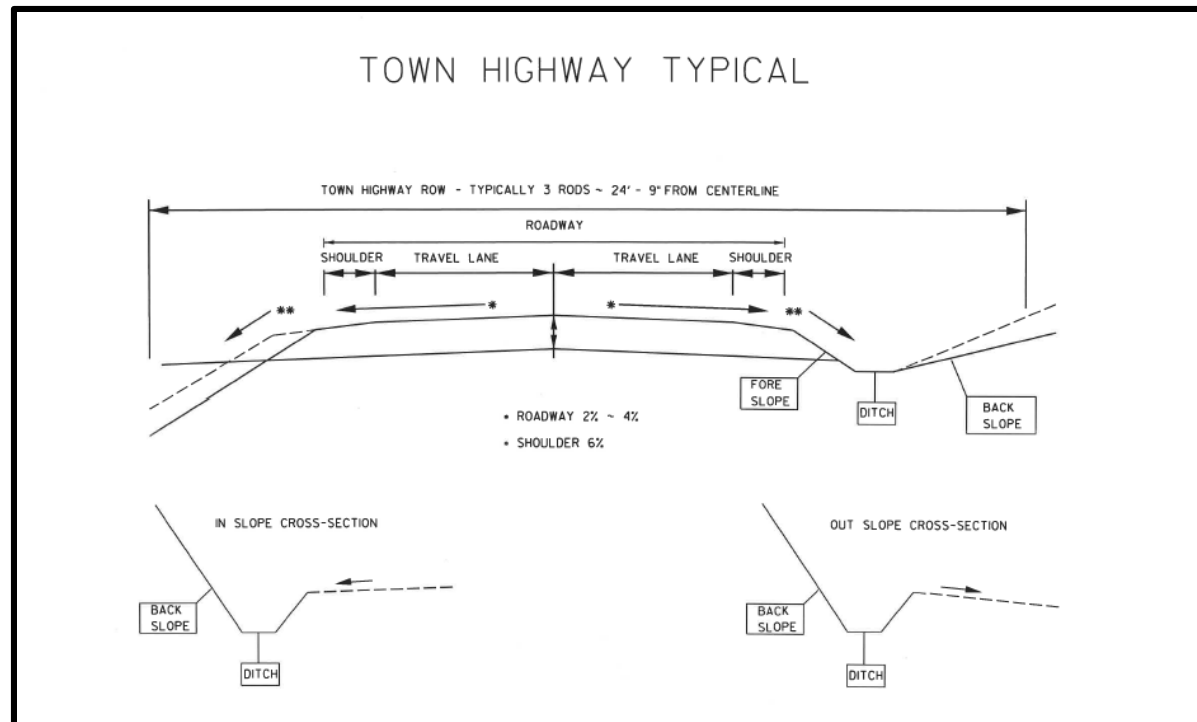 TOWN HIGHWAY TYPICAL
TOWN HIGHWAY ROW - TYPICALLY 3 RODS ~ 24' - 9" FROM CENTERLINE
ROADWAY
SHOULDER TRAVEL LANE TRAVEL LANE SHOULDER
** * * **
FORE
SLOPE
DITCH
BACK
SLOPE
* ROADWAY 2% ~ 4%
* SHOULDER 6%
IN SLOPE CROSS-SECTION
BACK
SLOPE
DITCH
OUT SLOPE CROSS-SECTION
BACK
SLOPE
DITCH